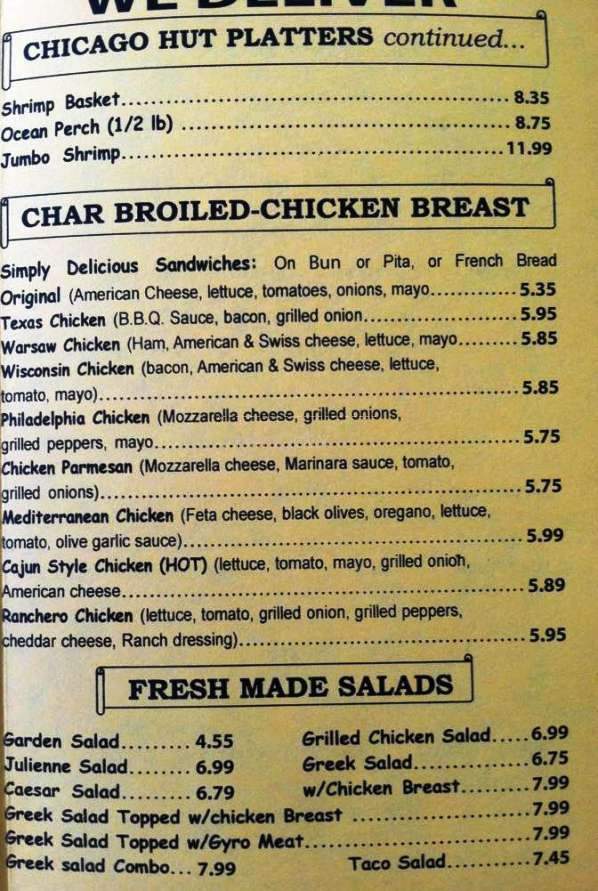 WE DELIVER
CHICAGO HUT PLATTERS continued...
Shrimp Basket........ 8.35
Ocean Perch (1/2 lb) ........ 8.75
Jumbo Shrimp........ 11.99
CHAR BROILED-CHICKEN BREAST
Simply Delicious Sandwiches: On Bun or Pita, or French Bread
Original (American Cheese, lettuce, tomatoes, onions, mayo........ 5.35
Texas Chicken (B.B.Q. Sauce, bacon, grilled onion........ 5.95
Warsaw Chicken (Ham, American & Swiss cheese, lettuce, mayo........ 5.85
Wisconsin Chicken (bacon, American & Swiss cheese, lettuce,
tomato, mayo)........ 5.85
Philadelphia Chicken (Mozzarella cheese, grilled onions,
grilled peppers, mayo........ 5.75
Chicken Parmesan (Mozzarella cheese, Marinara sauce, tomato,
grilled onions)........ 5.75
Mediterranean Chicken (Feta cheese, black olives, oregano, lettuce,
tomato, olive garlic sauce)........ 5.99
Cajun Style Chicken (HOT) (lettuce, tomato, mayo, grilled onion,
American cheese........ 5.89
Ranchero Chicken (lettuce, tomato, grilled onion, grilled peppers,
cheddar cheese, Ranch dressing)........ 5.95
FRESH MADE SALADS
Garden Salad......... 4.55 Grilled Chicken Salad.....6.99
Julienne Salad........ 6.99 Greek Salad........ 6.75
Caesar Salad........ 6.79 w/Chicken Breast........ 7.99
Greek Salad Topped w/chicken Breast ........ 7.99
Greek Salad Topped w/Gyro Meat........ 7.99
Greek salad Combo... 7.99 Taco Salad.......... 7.45